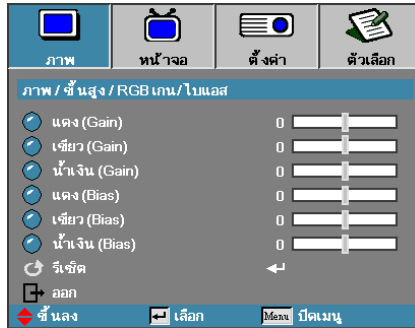 ภาพ หน้าจอ ตั้งค่า ตัวเลือก
ภาพ / ขั้นสูง / RGB เกน/ไบแอส
แดง (Gain) 0
เขียว (Gain) 0
น้ำเงิน (Gain) 0
แดง (Bias) 0
เขียว (Bias) 0
น้ำเงิน (Bias) 0
รีเซ็ต
ออก
ขึ้นลง เลือก Menu ปิดเมนู